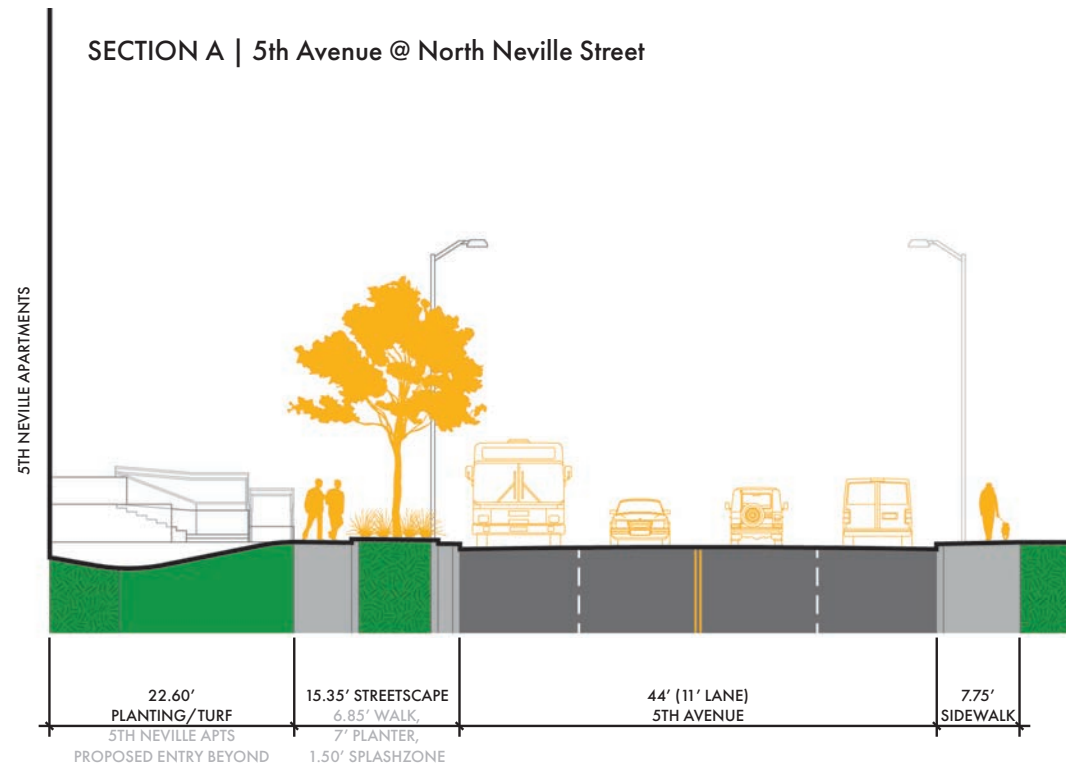 SECTION A | 5th Avenue @ North Neville Street
5TH NEVILLE APARTMENTS
22.60'
PLANTING/TURF
5TH NEVILLE APTS
PROPOSED ENTRY BEYOND
15.35' STREETSCAPE
6.85' WALK,
7' PLANTER,
1.50' SPLASHZONE
44' (11' LANE)
5TH AVENUE
7.75'
SIDEWALK